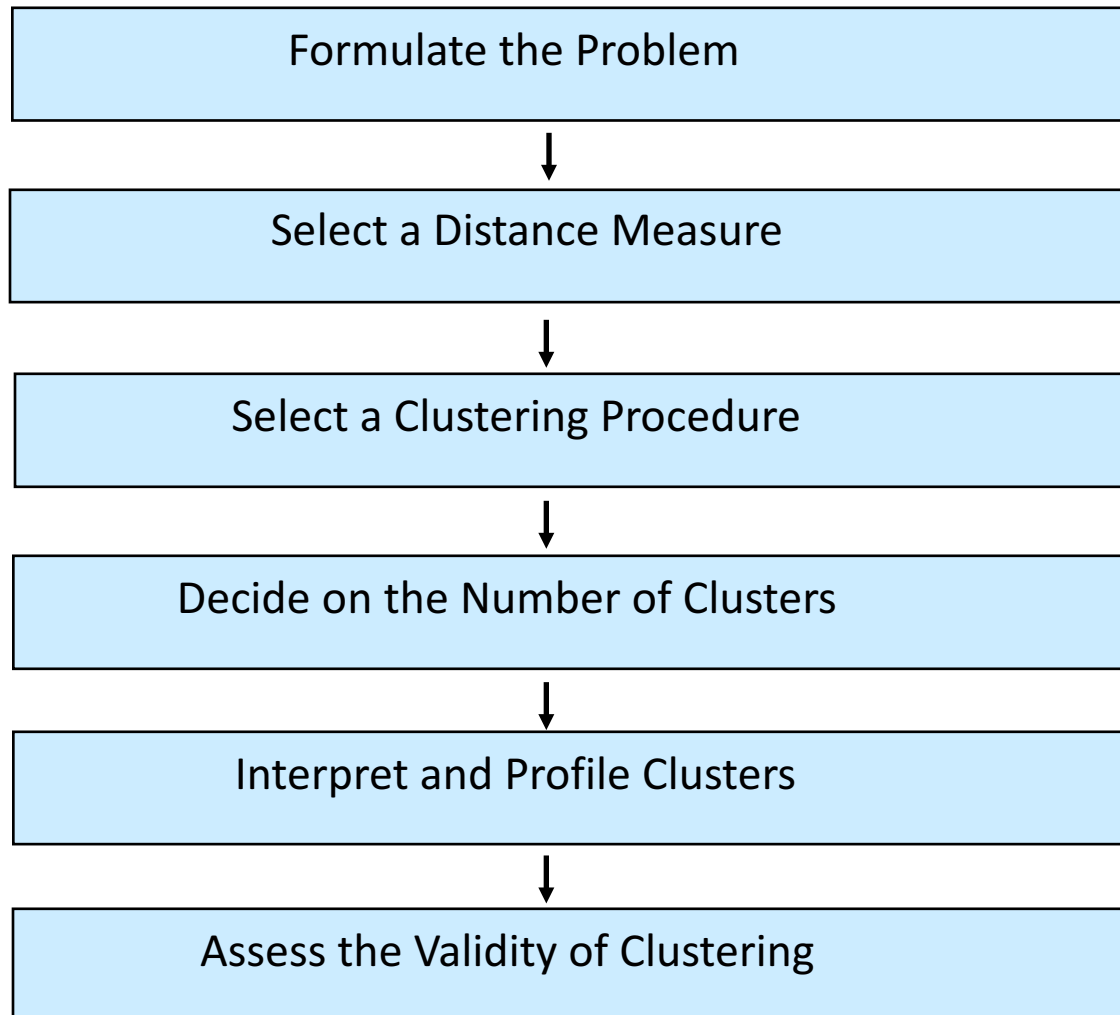 Formulate the Problem
Select a Distance Measure
Select a Clustering Procedure
Decide on the Number of Clusters
Interpret and Profile Clusters
Assess the Validity of Clustering